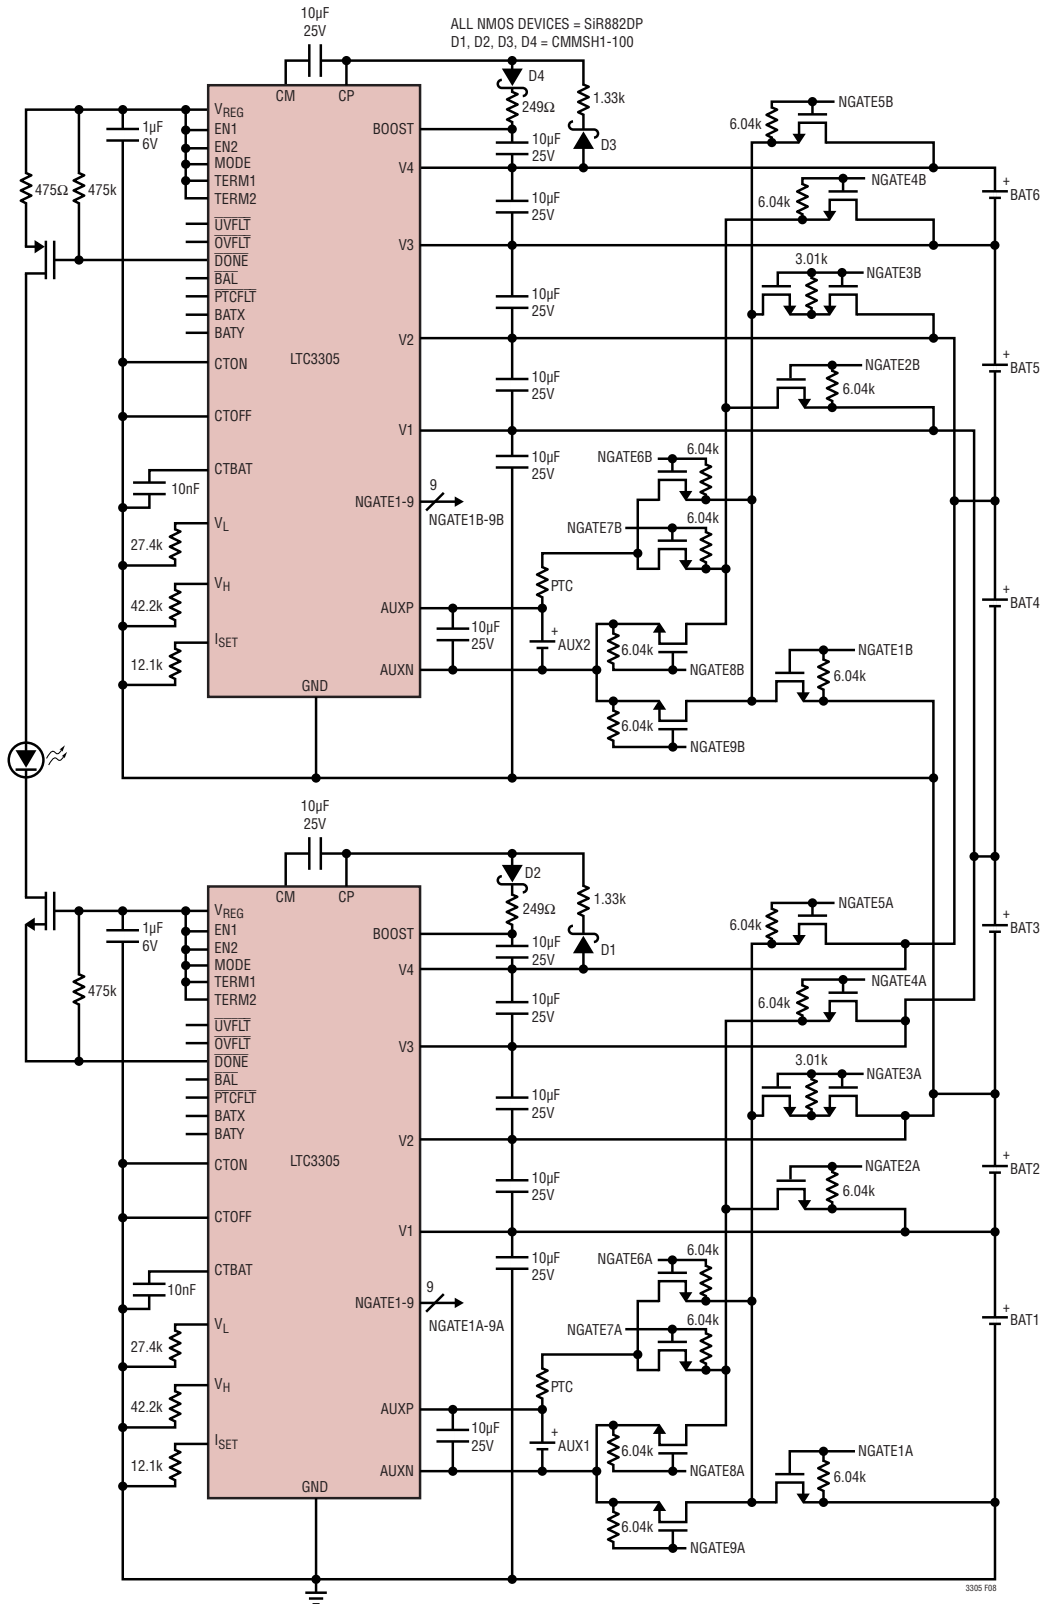 10µF
25V
ALL NMOS DEVICES = SiR882DP
D1, D2, D3, D4 = CMMSH1-100
CM
CP
D4
249Ω
1.33k
D3
NGATE5B
6.04k
VREG
EN1
EN2
MODE
TERM1
TERM2
1µF
6V
BOOST
10µF
25V
V4
475Ω
475k
NGATE4B
6.04k
BAT6
+
10µF
25V
UVFLT
OVFLT
DONE
BAL
PTCFLT
BATX
BATY
V3
3.01k
NGATE3B
10µF
25V
V2
LTC3305
CTON
NGATE2B
6.04k
+
BAT5
10µF
25V
CTOFF
V1
10µF
25V
NGATE6B
6.04k
CTBAT
10nF
NGATE1-9
9
NGATE1B-9B
NGATE7B
6.04k
VL
27.4k
VH
42.2k
PTC
+
BAT4
AUXP
10µF
25V
+
AUX2
ISET
12.1k
AUXN
6.04k
NGATE8B
NGATE1B
6.04k
GND
6.04k
NGATE9B
10µF
25V
CM
CP
D2
249Ω
1.33k
D1
NGATE5A
6.04k
VREG
EN1
EN2
MODE
TERM1
TERM2
1µF
6V
BOOST
10µF
25V
V4
+
BAT3
475k
NGATE4A
6.04k
10µF
25V
UVFLT
OVFLT
DONE
BAL
PTCFLT
BATX
BATY
V3
3.01k
NGATE3A
10µF
25V
V2
LTC3305
CTON
NGATE2A
6.04k
+
BAT2
10µF
25V
CTOFF
V1
10µF
25V
NGATE6A
6.04k
CTBAT
10nF
NGATE1-9
9
NGATE1A-9A
NGATE7A
6.04k
+
BAT1
VL
27.4k
VH
42.2k
PTC
AUXP
10µF
25V
+
AUX1
ISET
12.1k
AUXN
6.04k
NGATE8A
NGATE1A
6.04k
GND
6.04k
NGATE9A
3305 F08